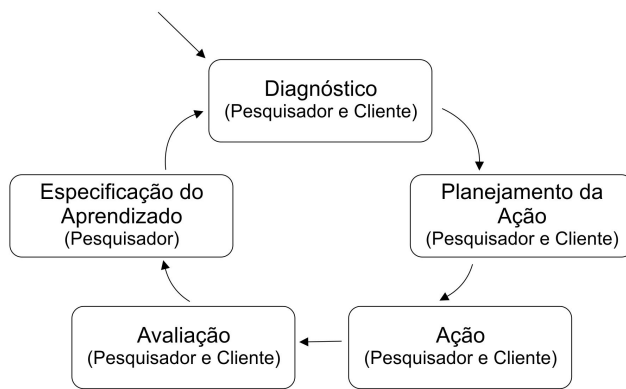 Diagnóstico
(Pesquisador e Cliente)
Especificação do
Aprendizado
(Pesquisador)
Planejamento da
Ação
(Pesquisador e Cliente)
Avaliação
(Pesquisador e Cliente)
Ação
(Pesquisador e Cliente)